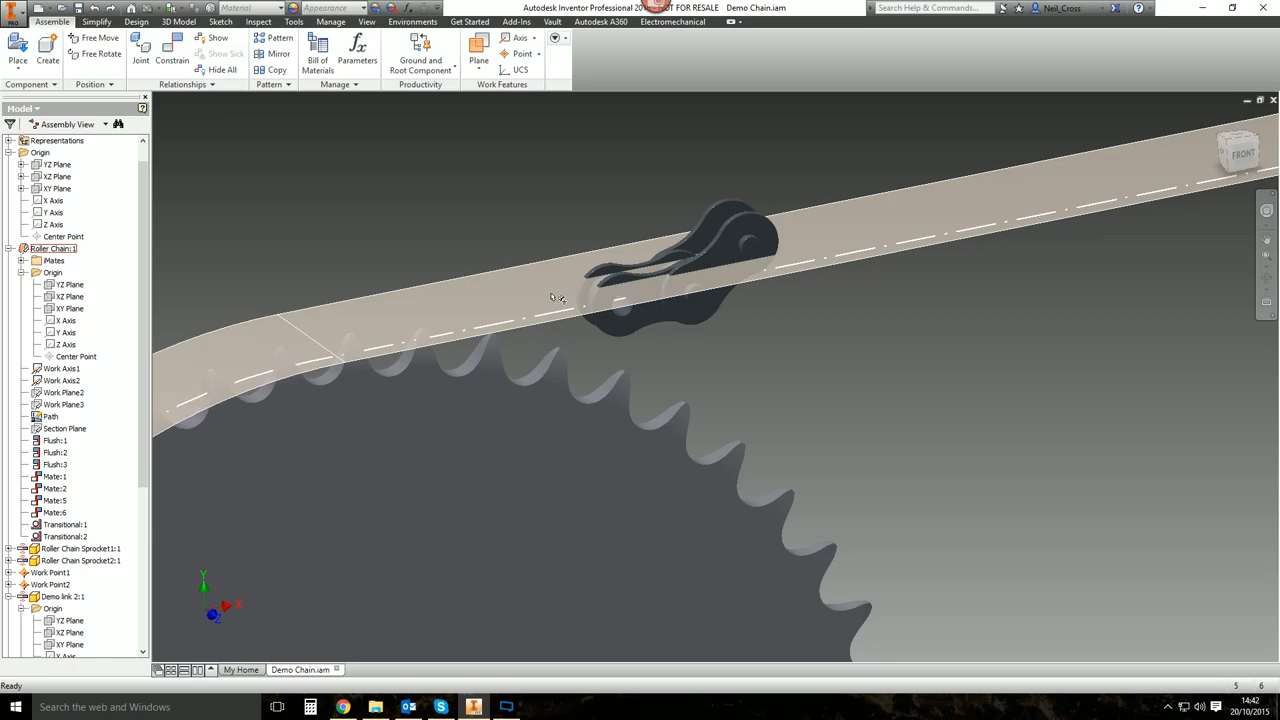 Material
Appearance
Autodesk Inventor Professional 20
T FOR RESALE
Demo Chain.iam
Search Help & Commands...
Neil_Cross
PRO
Assemble
Simplify
Design
3D Model
Sketch
Inspect
Tools
Manage
View
Environments
Get Started
Add-Ins
Vault
Autodesk A360
Electromechanical
Free Move
Free Rotate
Show
Show Sick
Hide All
Pattern
Mirror
Copy
Axis
Point
UCS
Place
Create
Joint
Constrain
Bill of
Materials
Parameters
Ground and
Root Component
Plane
Component
Position
Relationships
Pattern
Manage
Productivity
Work Features
Model
Assembly View
Representations
Origin
YZ Plane
XZ Plane
XY Plane
X Axis
Y Axis
Z Axis
Center Point
Roller Chain:1
iMates
Origin
YZ Plane
XZ Plane
XY Plane
X Axis
Y Axis
Z Axis
Center Point
Work Axis1
Work Axis2
Work Plane2
Work Plane3
Path
Section Plane
Flush:1
Flush:2
Flush:3
Mate:1
Mate:2
Mate:5
Mate:6
Transitional:1
Transitional:2
Roller Chain Sprocket1:1
Roller Chain Sprocket2:1
Work Point1
Work Point2
Demo link 2:1
Origin
YZ Plane
XZ Plane
XY Plane
FRONT
Y
X
Z
My Home
Demo Chain.iam
Ready
5
6
Search the web and Windows
14:42
20/10/2015